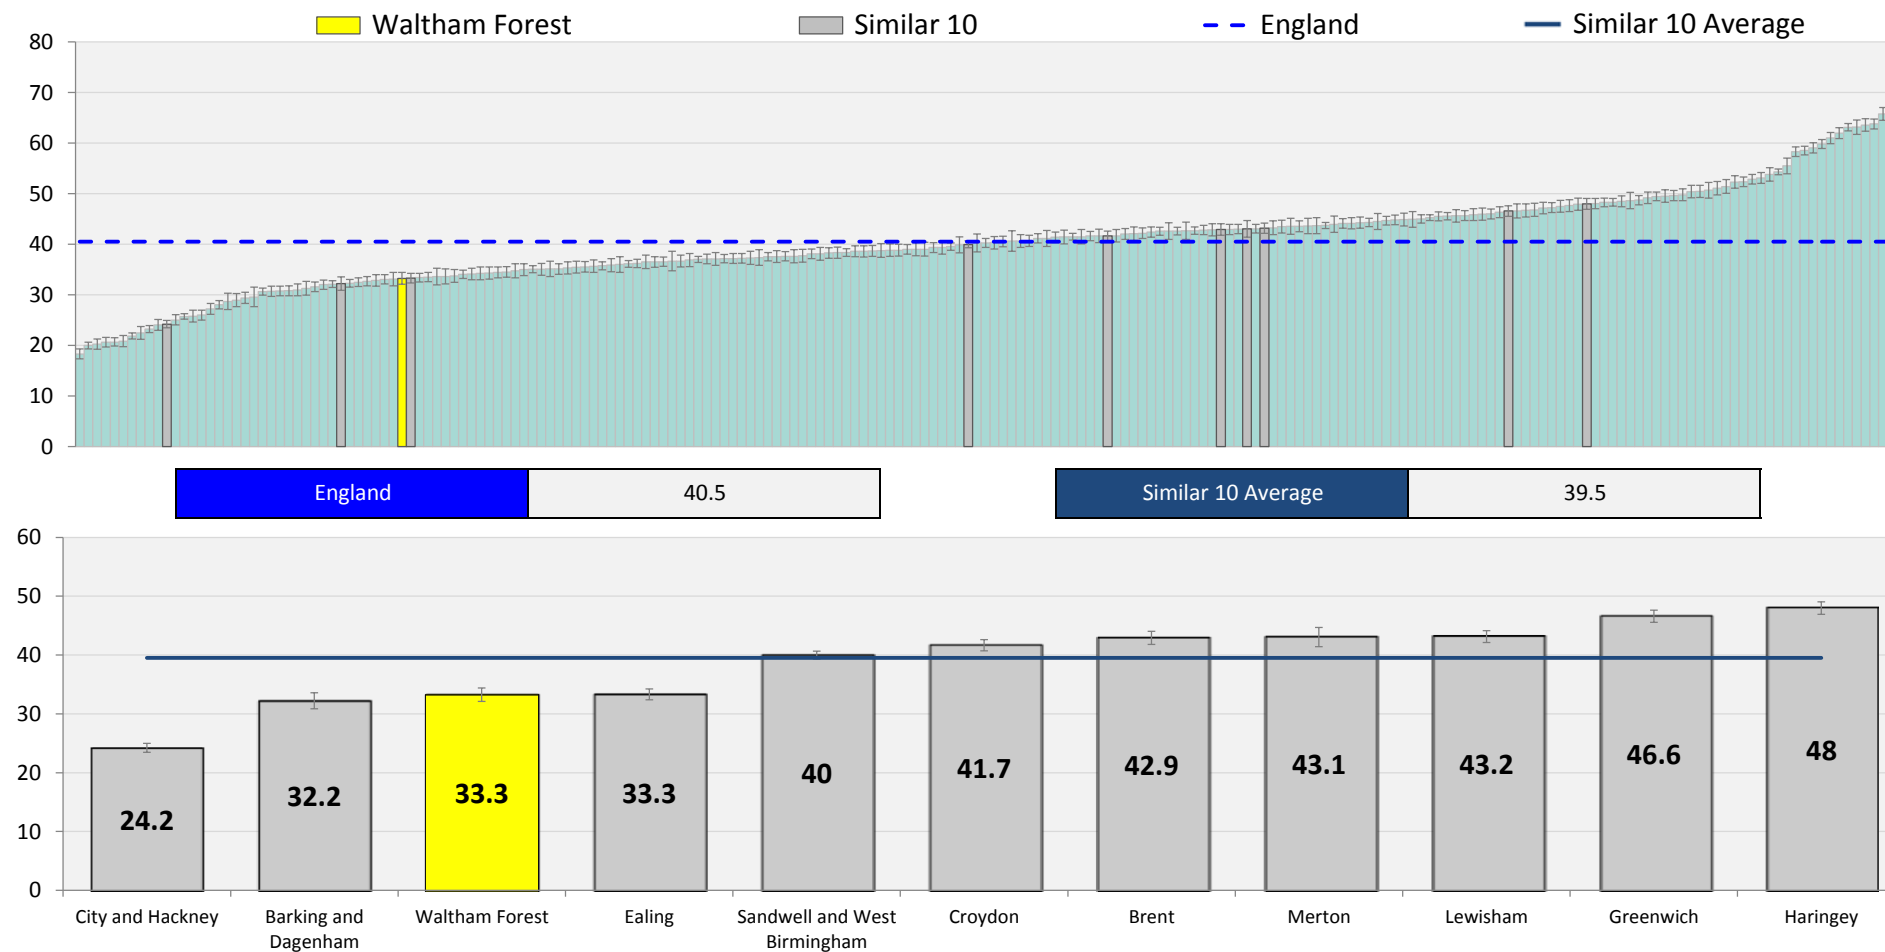 Waltham Forest
Similar 10
England
Similar 10 Average
80
70
60
50
40
30
20
10
0
England 40.5
Similar 10 Average 39.5
60
50
40
30
20
10
0
24.2
32.2
33.3
33.3
40
41.7
42.9
43.1
43.2
46.6
48
City and Hackney
Barking and
Dagenham
Waltham Forest
Ealing
Sandwell and West
Birmingham
Croydon
Brent
Merton
Lewisham
Greenwich
Haringey